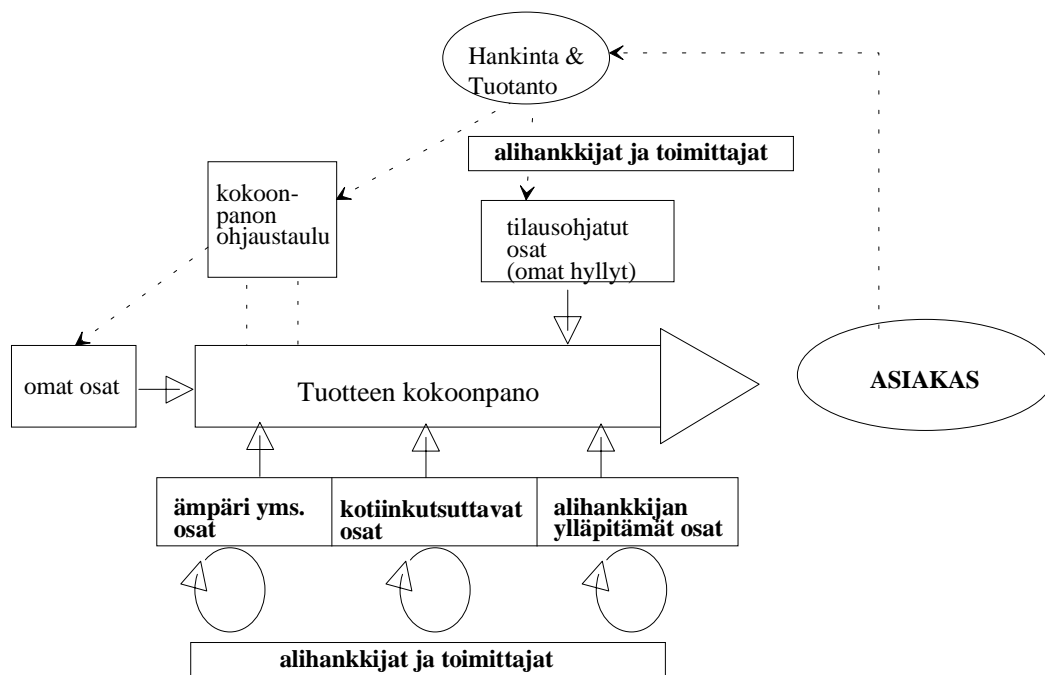 Hankinta &
Tuotanto
alihankkijat ja toimittajat
kokoon-
panon
ohjaustaulu
tilausohjatut
osat
(omat hyllyt)
omat osat
Tuotteen kokoonpano
ASIAKAS
ämpäri yms.
osat
kotiinkutsuttavat
osat
alihankkijan
ylläpitämät osat
alihankkijat ja toimittajat